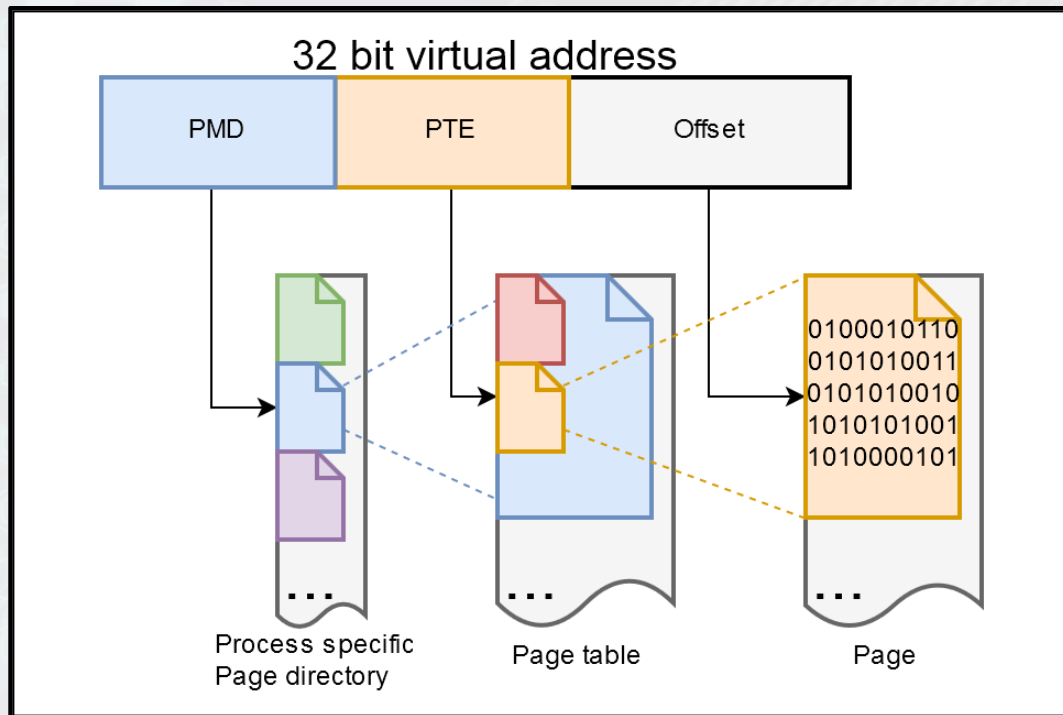 32 bit virtual address
PMD
PTE
Offset
0100010110
0101010011
0101010010
1010101001
1010000101
...
...
...
Process specific
Page directory
Page table
Page